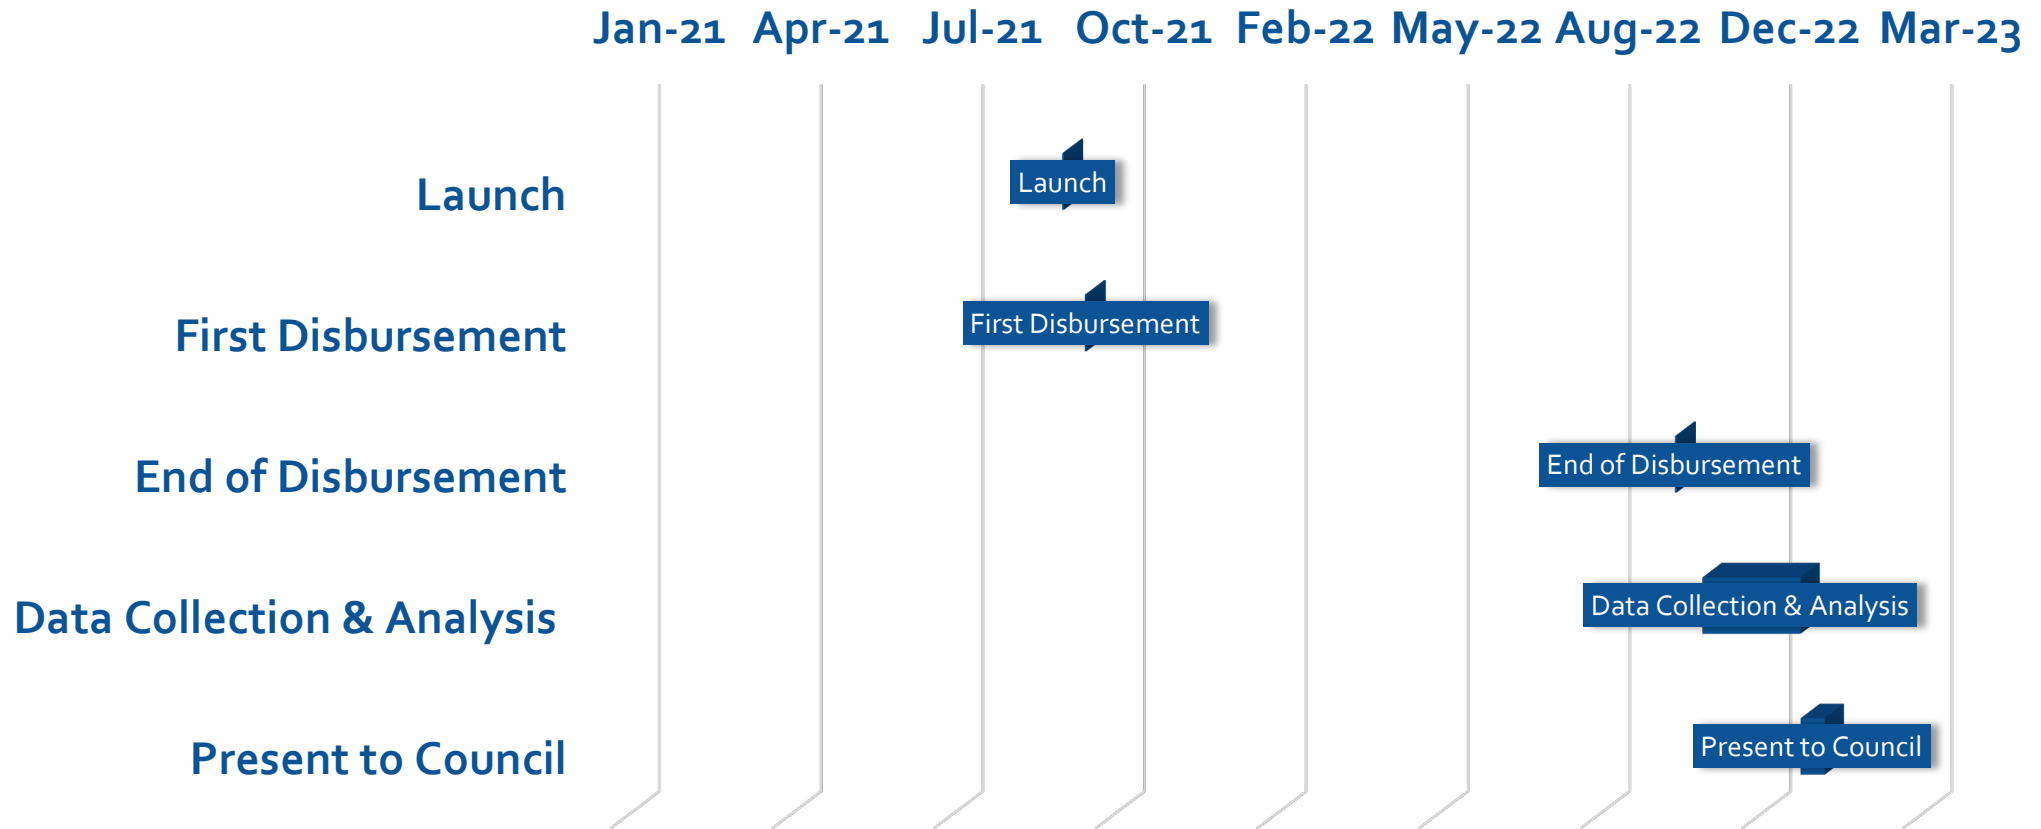 Jan-21 Apr-21 Jul-21 Oct-21 Feb-22 May-22 Aug-22 Dec-22 Mar-23
Launch
Launch
First Disbursement
First Disbursement
End of Disbursement
End of Disbursement
Data Collection & Analysis
Data Collection & Analysis
Present to Council
Present to Council